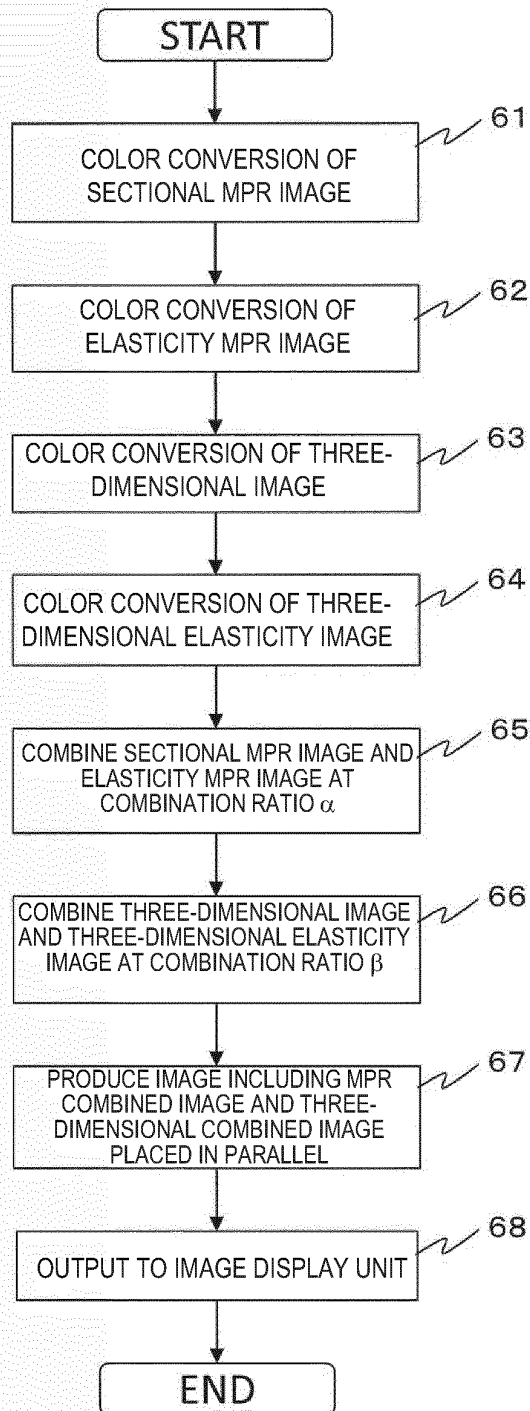 START
61
COLOR CONVERSION OF
SECTIONAL MPR IMAGE
62
COLOR CONVERSION OF
ELASTICITY MPR IMAGE
63
COLOR CONVERSION OF THREE-
DIMENSIONAL IMAGE
64
COLOR CONVERSION OF THREE-
DIMENSIONAL ELASTICITY IMAGE
65
COMBINE SECTIONAL MPR IMAGE AND
ELASTICITY MPR IMAGE AT
COMBINATION RATIO α
66
COMBINE THREE-DIMENSIONAL IMAGE
AND THREE-DIMENSIONAL ELASTICITY
IMAGE AT COMBINATION RATIO β
67
PRODUCE IMAGE INCLUDING MPR
COMBINED IMAGE AND THREE-
DIMENSIONAL COMBINED IMAGE
PLACED IN PARALLEL
68
OUTPUT TO IMAGE DISPLAY UNIT
END